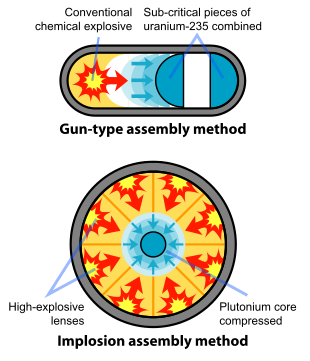 Conventional
chemical explosive
Sub-critical pieces of
uranium-235 combined
Gun-type assembly method
High-explosive
lenses
Plutonium core
compressed
Implosion assembly method